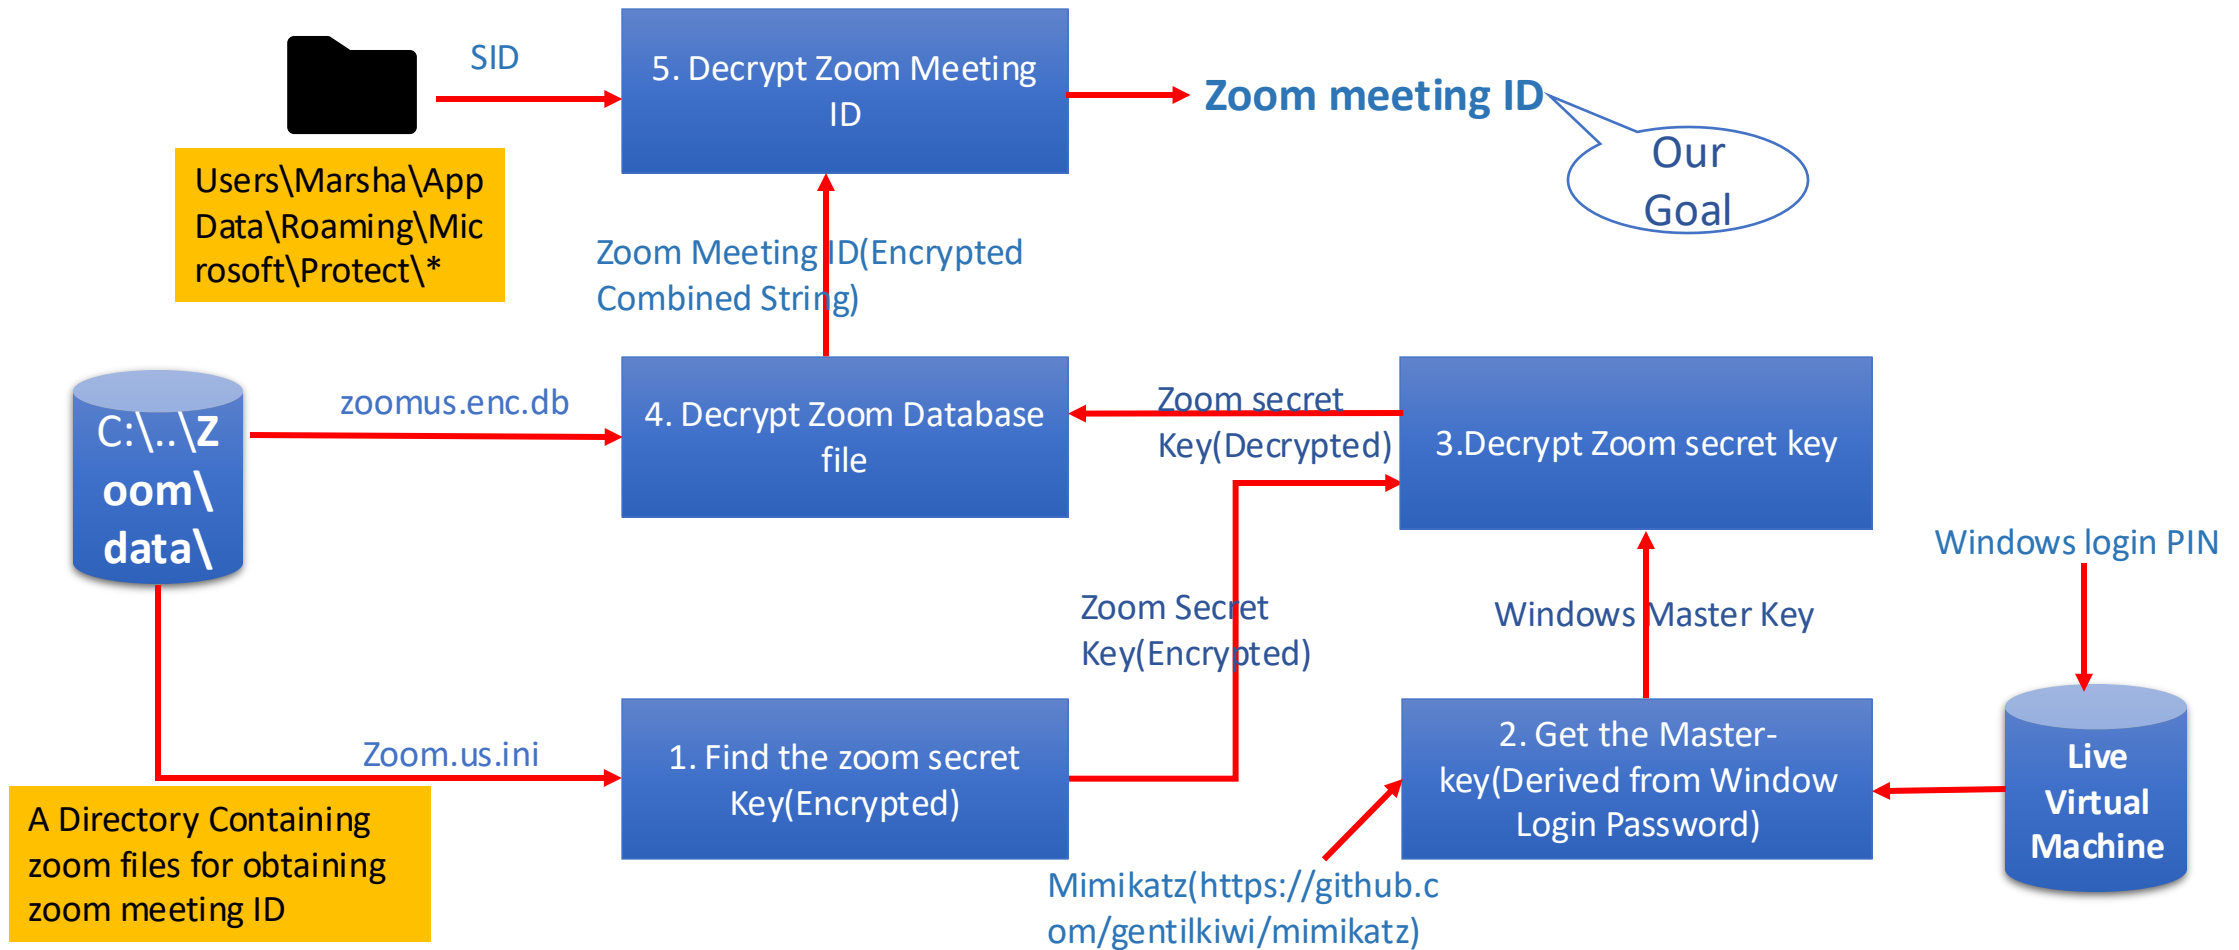 SID
5. Decrypt Zoom Meeting
ID
Zoom meeting ID
Our
Goal
Users\Marsha\App
Data\Roaming\Mic
rosoft\Protect\*
Zoom Meeting ID(Encrypted
Combined String)
C:\..\Z
oom\
data\
zoomus.enc.db
4. Decrypt Zoom Database
file
Zoom secret
Key(Decrypted)
3.Decrypt Zoom secret key
Windows login PIN
Zoom Secret
Key(Encrypted)
Windows Master Key
Zoom.us.ini
1. Find the zoom secret
Key(Encrypted)
2. Get the Master-
key(Derived from Window
Login Password)
Live
Virtual
Machine
A Directory Containing
zoom files for obtaining
zoom meeting ID
Mimikatz(https://github.c
om/gentilkiwi/mimikatz)